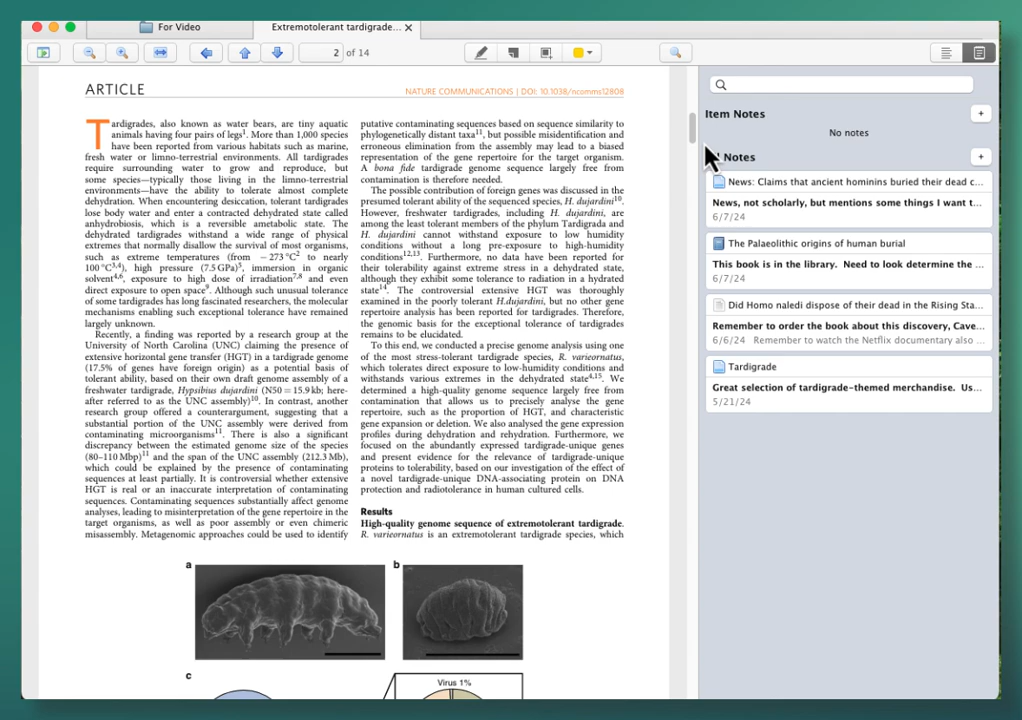 For Video
Extremotolerant tardigrade...
2 of 14
ARTICLE
NATURE COMMUNICATIONS | DOI: 10.1038/ncomms12808
Tardigrades, also known as water bears, are tiny aquatic
animals having four pairs of legs1. More than 1,000 species
have been reported from various habitats such as marine,
fresh water or limno-terrestrial environments. All tardigrades
require surrounding water to grow and reproduce, but
some species—typically those living in the limno-terrestrial
environments—have the ability to tolerate almost complete
dehydration. When encountering desiccation, tolerant tardigrades
lose body water and enter a contracted dehydrated state called
anhydrobiosis, which is a reversible ametabolic state. The
dehydrated tardigrades withstand a wide range of physical
extremes that normally disallow the survival of most organisms,
such as extreme temperatures (from −273 °C2 to nearly
100 °C3,4), high pressure (7.5 GPa)5, immersion in organic
solvent4,6, exposure to high dose of irradiation7,8 and even
direct exposure to open space9. Although such unusual tolerance
of some tardigrades has long fascinated researchers, the molecular
mechanisms enabling such exceptional tolerance have remained
largely unknown.
Recently, a finding was reported by a research group at the
University of North Carolina (UNC) claiming the presence of
extensive horizontal gene transfer (HGT) in a tardigrade genome
(17.5% of genes have foreign origin) as a potential basis of
tolerant ability, based on their own draft genome assembly of a
freshwater tardigrade, Hypsibius dujardini (N50 = 15.9 kb; here-
after referred to as the UNC assembly)10. In contrast, another
research group offered a counterargument, suggesting that a
substantial portion of the UNC assembly were derived from
contaminating microorganisms11. There is also a significant
discrepancy between the estimated genome size of the species
(80–110 Mbp)11 and the span of the UNC assembly (212.3 Mb),
which could be explained by the presence of contaminating
sequences at least partially. It is controversial whether extensive
HGT is real or an inaccurate interpretation of contaminating
sequences. Contaminating sequences substantially affect genome
analyses, leading to misinterpretation of the gene repertoire in the
target organisms, as well as poor assembly or even chimeric
misassembly. Metagenomic approaches could be used to identify
putative contaminating sequences based on sequence similarity to
phylogenetically distant taxa11, but possible misidentification and
erroneous elimination from the assembly may lead to a biased
representation of the gene repertoire for the target organism.
A bona fide tardigrade genome sequence largely free from
contamination is therefore needed.
The possible contribution of foreign genes was discussed in the
presumed tolerant ability of the sequenced species, H. dujardini10.
However, freshwater tardigrades, including H. dujardini, are
among the least tolerant members of the phylum Tardigrada and
H. dujardini cannot withstand exposure to low humidity
conditions without a long pre-exposure to high-humidity
conditions12,13. Furthermore, no data have been reported for
their tolerability against extreme stress in a dehydrated state,
although they exhibit some tolerance to radiation in a hydrated
state14. The controversial extensive HGT was thoroughly
examined in the poorly tolerant H.dujardini, but no other gene
repertoire analysis has been reported for tardigrades. Therefore,
the genomic basis for the exceptional tolerance of tardigrades
remains to be elucidated.
To this end, we conducted a precise genome analysis using one
of the most stress-tolerant tardigrade species, R. varieornatus,
which tolerates direct exposure to low-humidity conditions and
withstands various extremes in the dehydrated state4,15. We
determined a high-quality genome sequence largely free from
contamination that allows us to precisely analyse the gene
repertoire, such as the proportion of HGT, and characteristic
gene expansion or deletion. We also analysed the gene expression
profiles during dehydration and rehydration. Furthermore, we
focused on the abundantly expressed tardigrade-unique genes
and present evidence for the relevance of tardigrade-unique
proteins to tolerability, based on our investigation of the effect of
a novel tardigrade-unique DNA-associating protein on DNA
protection and radiotolerance in human cultured cells.
Results
High-quality genome sequence of extremotolerant tardigrade.
R. varieornatus is an extremotolerant tardigrade species, which
a
b
c
Virus 1%
Item Notes
No notes
Notes
News: Claims that ancient hominins buried their dead c...
News, not scholarly, but mentions some things I want t...
6/7/24
The Palaeolithic origins of human burial
This book is in the library. Need to look determine the ...
6/7/24
Did Homo naledi dispose of their dead in the Rising Sta...
Remember to order the book about this discovery, Cave...
6/6/24 Remember to watch the Netflix documentary also ...
Tardigrade
Great selection of tardigrade-themed merchandise. Us...
5/21/24